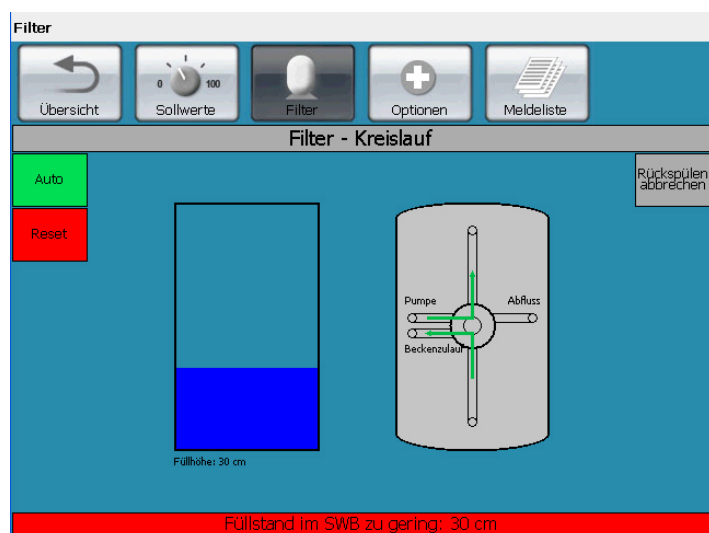 Filter
0 100
Übersicht Sollwerte Filter Optionen Meldeliste
Filter - Kreislauf
Auto
Rückspülen
abbrechen
Reset
Pumpe Abfluss
Beckenzulauf
Füllhöhe: 30 cm
Füllstand im SWB zu gering: 30 cm